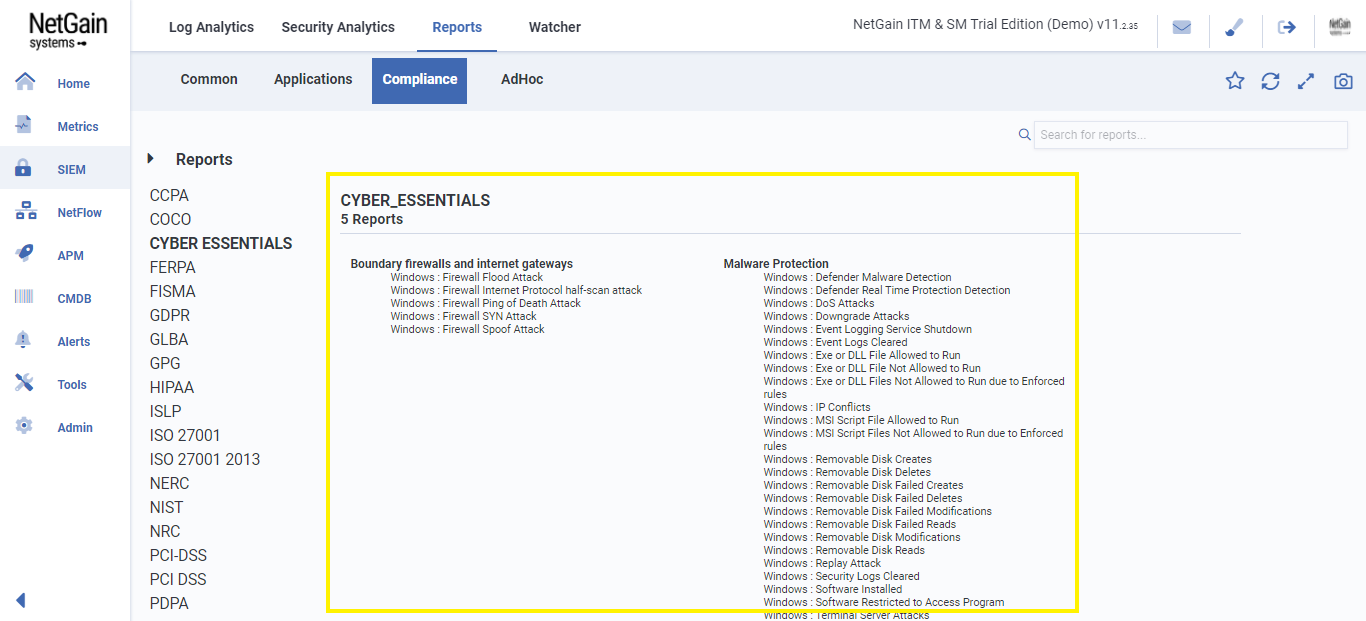 NetGain
systems
Log Analytics
Security Analytics
Reports
Watcher
NetGain ITM & SM Trial Edition (Demo) v11.2.35
NetGain
Home
Metrics
SIEM
NetFlow
APM
CMDB
Alerts
Tools
Admin
Common
Applications
Compliance
AdHoc
Search for reports...
Reports
CCPA
COCO
CYBER ESSENTIALS
FERPA
FISMA
GDPR
GLBA
GPG
HIPAA
ISLP
ISO 27001
ISO 27001 2013
NERC
NIST
NRC
PCI-DSS
PCI DSS
PDPA
CYBER_ESSENTIALS
5 Reports
Boundary firewalls and internet gateways
Windows : Firewall Flood Attack
Windows : Firewall Internet Protocol half-scan attack
Windows : Firewall Ping of Death Attack
Windows : Firewall SYN Attack
Windows : Firewall Spoof Attack
Malware Protection
Windows : Defender Malware Detection
Windows : Defender Real Time Protection Detection
Windows : DoS Attacks
Windows : Downgrade Attacks
Windows : Event Logging Service Shutdown
Windows : Event Logs Cleared
Windows : Exe or DLL File Allowed to Run
Windows : Exe or DLL File Not Allowed to Run
Windows : Exe or DLL Files Not Allowed to Run due to Enforced
rules
Windows : IP Conflicts
Windows : MSI Script File Allowed to Run
Windows : MSI Script Files Not Allowed to Run due to Enforced
rules
Windows : Removable Disk Creates
Windows : Removable Disk Deletes
Windows : Removable Disk Failed Creates
Windows : Removable Disk Failed Deletes
Windows : Removable Disk Failed Modifications
Windows : Removable Disk Failed Reads
Windows : Removable Disk Modifications
Windows : Removable Disk Reads
Windows : Replay Attack
Windows : Security Logs Cleared
Windows : Software Installed
Windows : Software Restricted to Access Program
Windows : Terminal Server Attacks